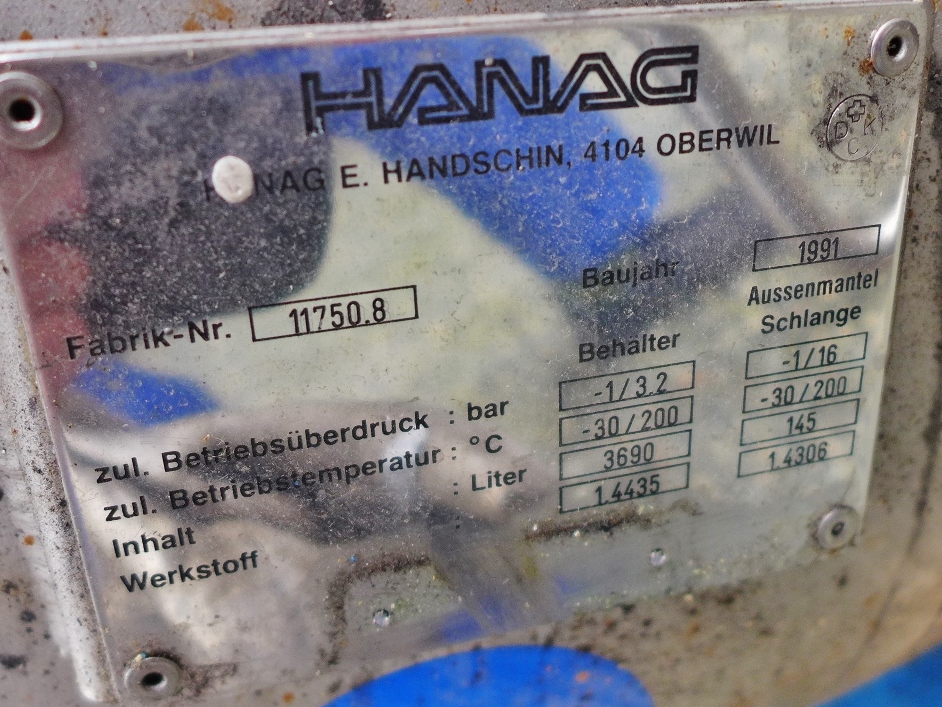 HANAG
HANAG E. HANDSCHIN, 4104 OBERWIL
D K C
Fabrik-Nr. 11750.8 Baujahr 1991
Behälter Aussenmantel Schlange
zul. Betriebsüberdruck : bar -1/3.2 -1/16
zul. Betriebstemperatur : °C -30/200 -30/200
Inhalt : Liter 3690 145
Werkstoff : 1.4435 1.4306